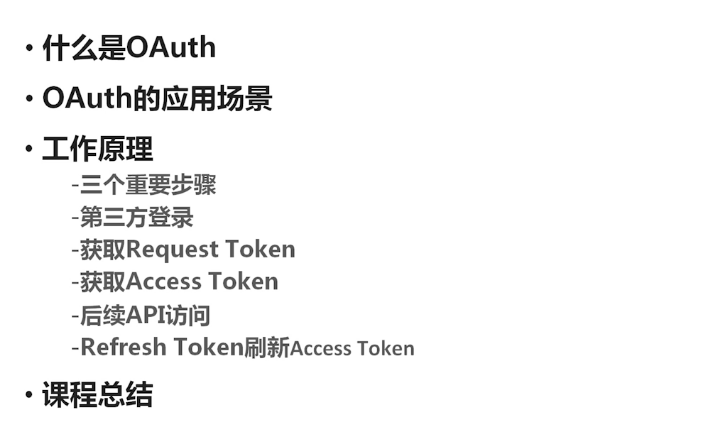 • 什么是OAuth
• OAuth的应用场景
• 工作原理
-三个重要步骤
-第三方登录
-获取Request Token
-获取Access Token
-后续API访问
-Refresh Token刷新Access Token
• 课程总结